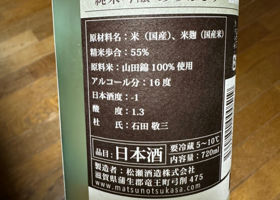 原材料名：米（国産）、米麹（国産米）
精米歩合：55%
原料米：山田錦100％使用
アルコール分：16度
日本酒度：-1
酸　度：1.3
杜　氏：石田 敬三
品目：日本酒 要冷蔵5～10℃
内容量：720ml
製造者：松瀬酒造株式会社
滋賀県蒲生郡竜王町弓削475
www.matsunotsukasa.com